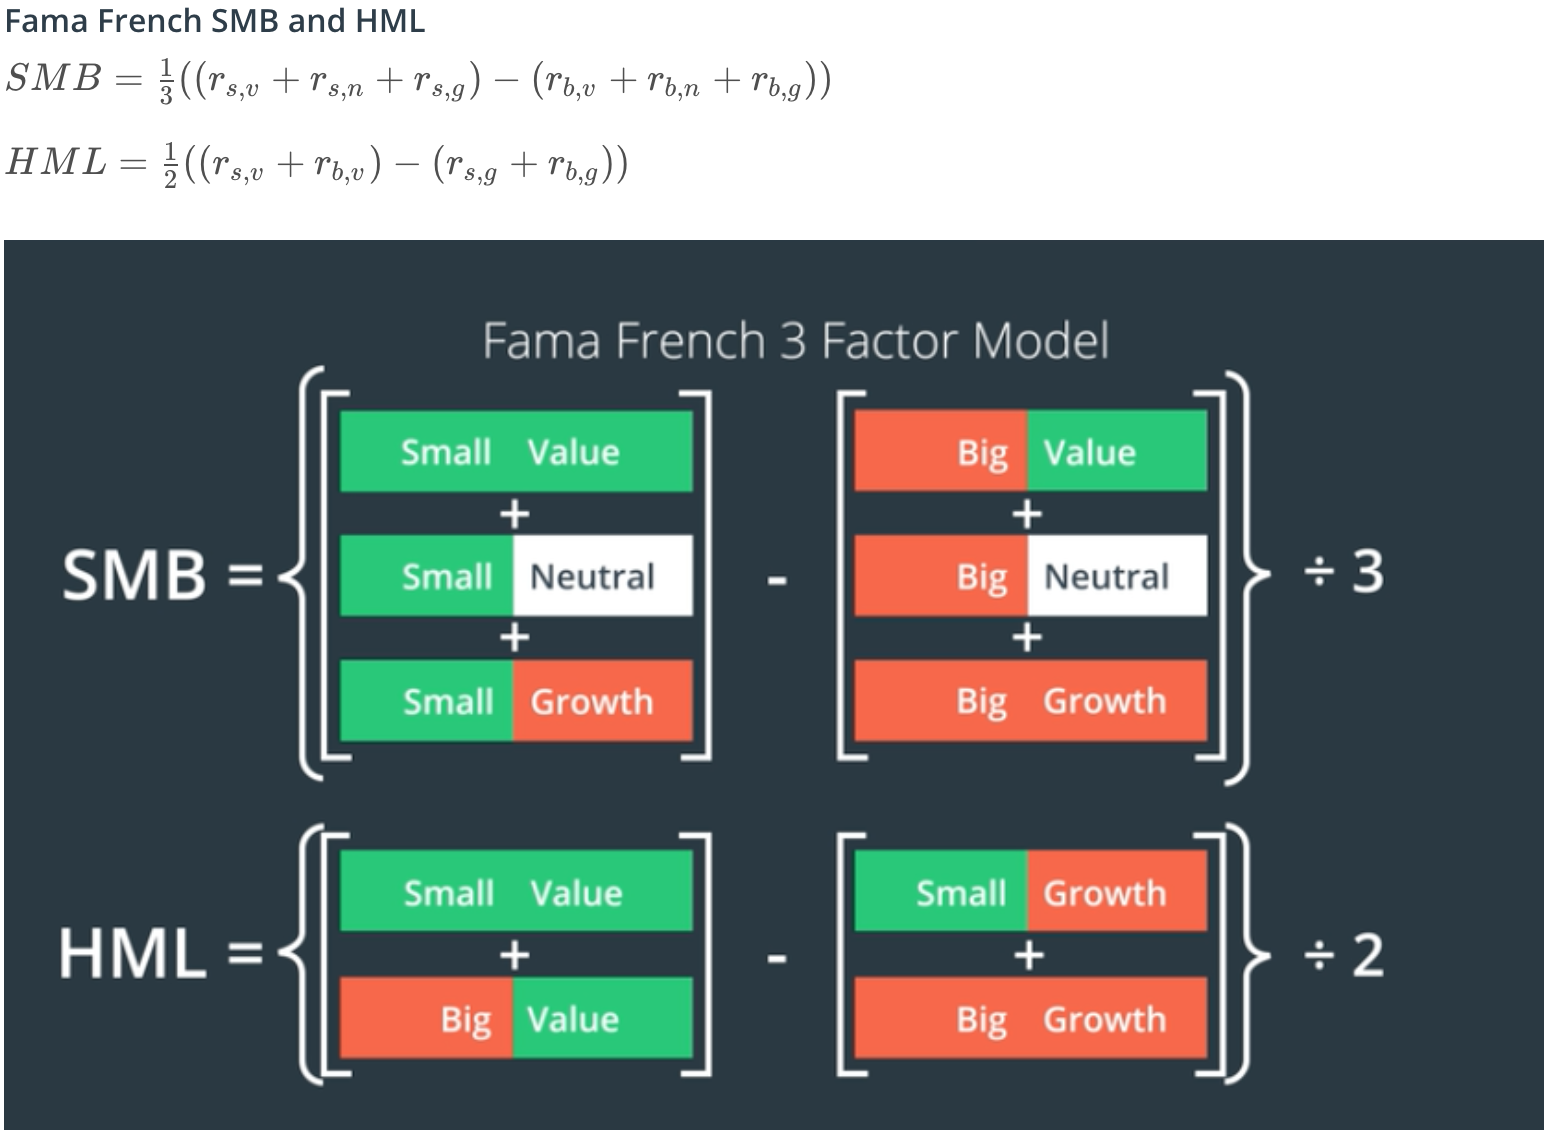 Fama French SMB and HML
SMB = \frac{1}{3}((r_{s,v} + r_{s,n} + r_{s,g}) − (r_{b,v} + r_{b,n} + r_{b,g}))
HML = \frac{1}{2}((r_{s,v} + r_{b,v}) − (r_{s,g} + r_{b,g}))
Fama French 3 Factor Model
Small Value Big Value
+ +
SMB = { [ Small Neutral ] - [ Big Neutral ] } ÷ 3
+ +
Small Growth Big Growth
Small Value Small Growth
HML = { [ + ] - [ + ] } ÷ 2
Big Value Big Growth